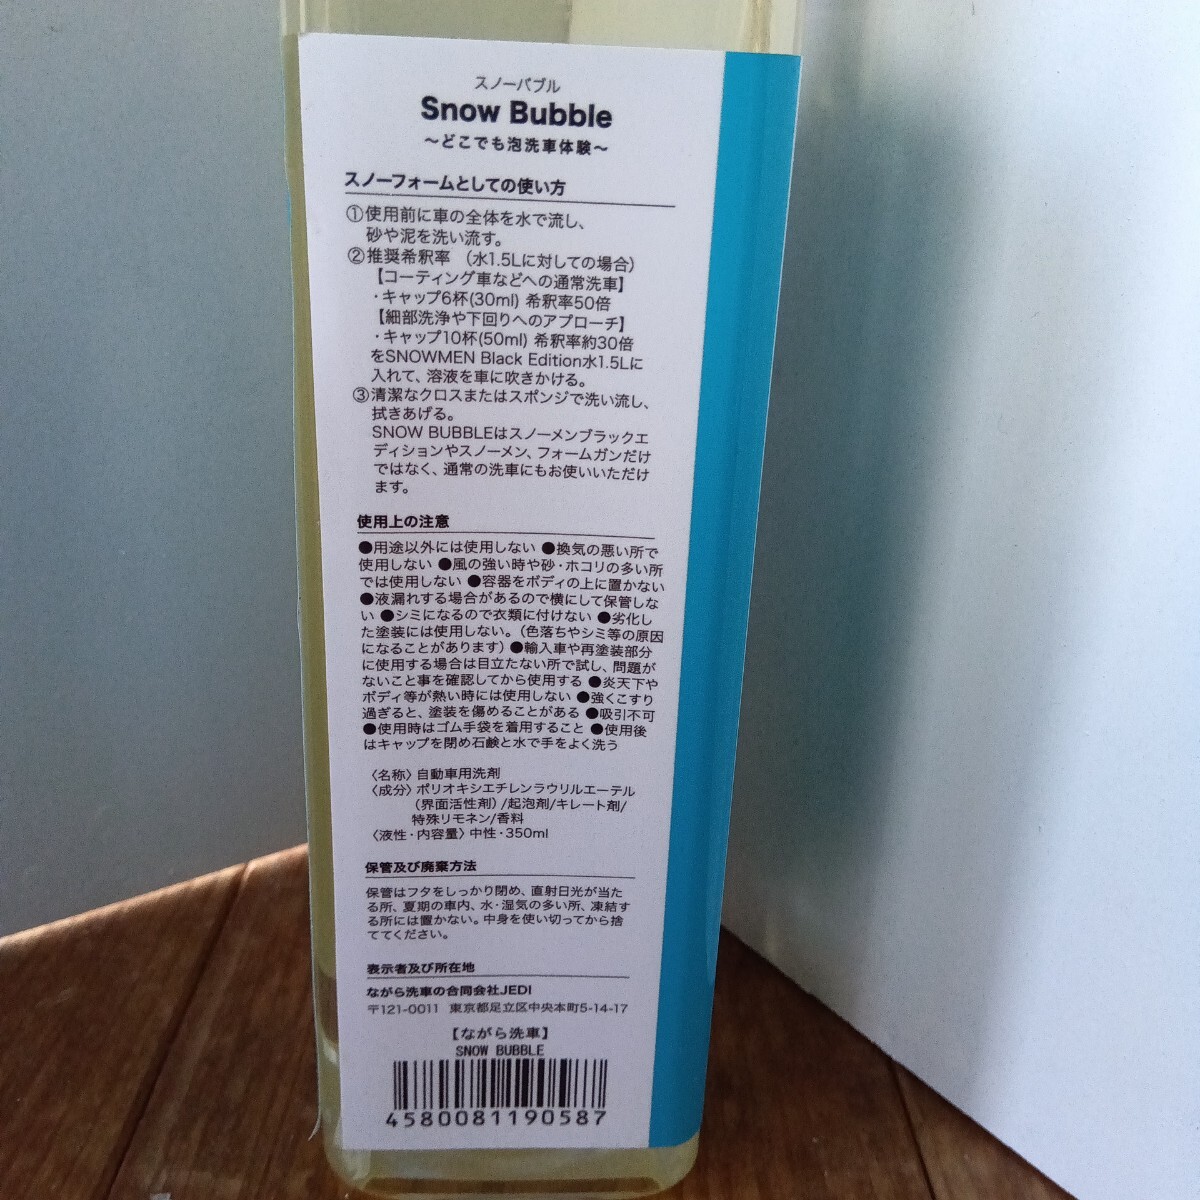 スノーバブル
Snow Bubble
～どこでも泡洗車体験～
スノーフォームとしての使い方
①使用前に車の全体を水で流し、
砂や泥を洗い流す。
②推奨希釈率 (水1.5Lに対しての場合)
【コーティング車などへの通常洗車】
・キャップ6杯(30ml) 希釈率50倍
【細部洗浄や下回りへのアプローチ】
・キャップ10杯(50ml) 希釈率約30倍
をSNOWMEN Black Edition水1.5Lに
入れて、溶液を車に吹きかける。
③清潔なクロスまたはスポンジで洗い流し、
拭きあげる。
SNOW BUBBLEはスノーメンブラックエ
ディションやスノーメン、フォームガンだけ
ではなく、通常の洗車にもお使いいただけ
ます。
使用上の注意
●用途以外には使用しない ●換気の悪い所で
使用しない ●風の強い時や砂・ホコリの多い所
では使用しない ●容器をボディの上に置かない
●液漏れする場合があるので横にして保管しな
い ●シミになるので衣類に付けない ●劣化し
た塗装には使用しない。(色落ちやシミ等の原因
になることがあります) ●輸入車や再塗装部分
に使用する場合は目立たない所で試し、問題が
ないこと事を確認してから使用する ●炎天下や
ボディ等が熱い時には使用しない ●強くこすり
過ぎると、塗装を傷めることがある ●吸引不可
●使用時はゴム手袋を着用すること ●使用後
はキャップを閉め石鹸と水で手をよく洗う
〈名称〉自動車用洗剤
〈成分〉ポリオキシエチレンラウリルエーテル
(界面活性剤)/起泡剤/キレート剤/
特殊リモネン/香料
〈液性・内容量〉中性・350ml
保管及び廃棄方法
保管はフタをしっかり閉め、直射日光が当た
る所、夏期の車内、水・湿気の多い所、凍結す
る所には置かない。中身を使い切ってから捨
ててください。
表示者及び所在地
ながら洗車の合同会社JEDI
〒121-0011 東京都足立区中央本町5-14-17
【ながら洗車】
SNOW BUBBLE
4580081190587